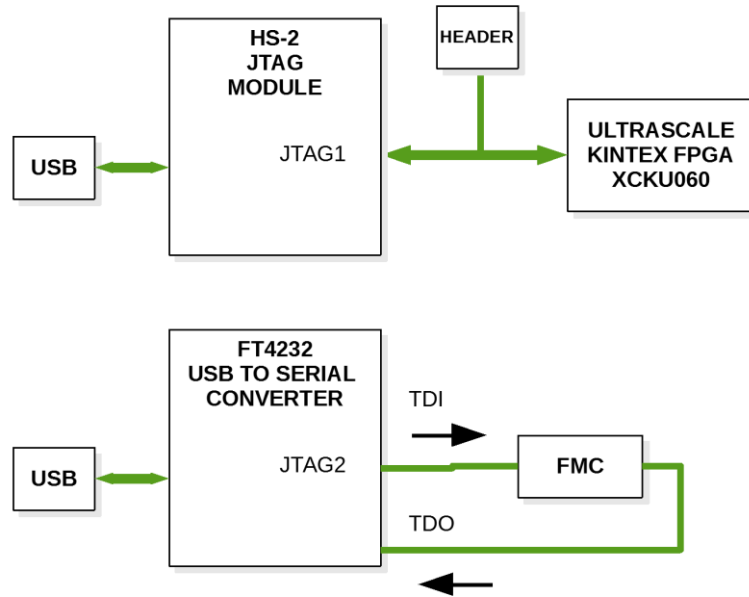 HS-2
JTAG
MODULE
HEADER
USB
JTAG1
ULTRASCALE
KINTEX FPGA
XCKU060
FT4232
USB TO SERIAL
CONVERTER
TDI
USB
JTAG2
FMC
TDO